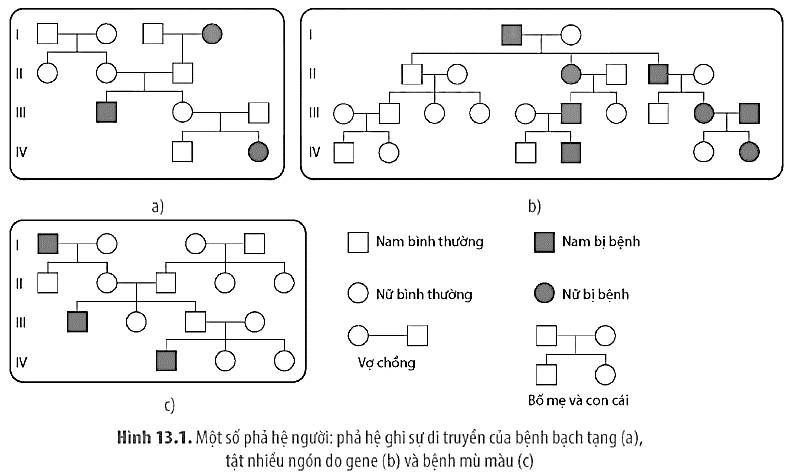 I
II
III
IV
a)
I
II
III
IV
b)
I
II
III
IV
c)
Nam bình thường
Nam bị bệnh
Nữ bình thường
Nữ bị bệnh
Vợ chồng
Bố mẹ và con cái
Hình 13.1. Một số phả hệ người: phả hệ ghi sự di truyền của bệnh bạch tạng (a),
tật nhiều ngón do gene (b) và bệnh mù màu (c)